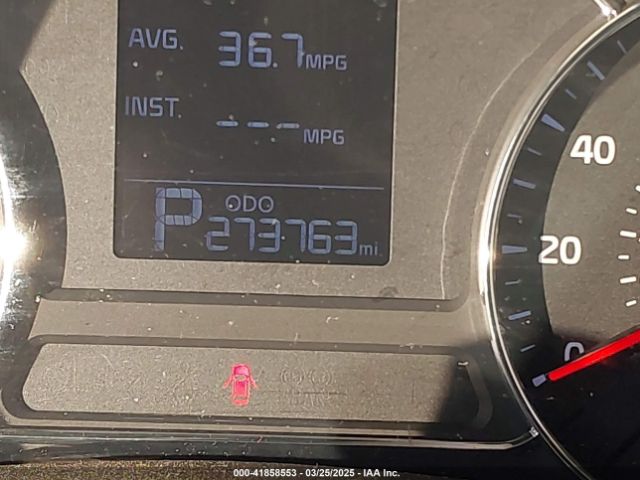 AVG. 36.7 MPG
INST. --- MPG
P ODO
273763 mi.
40
20
0
000-41858553 - 03/25/2025 - IAA Inc.